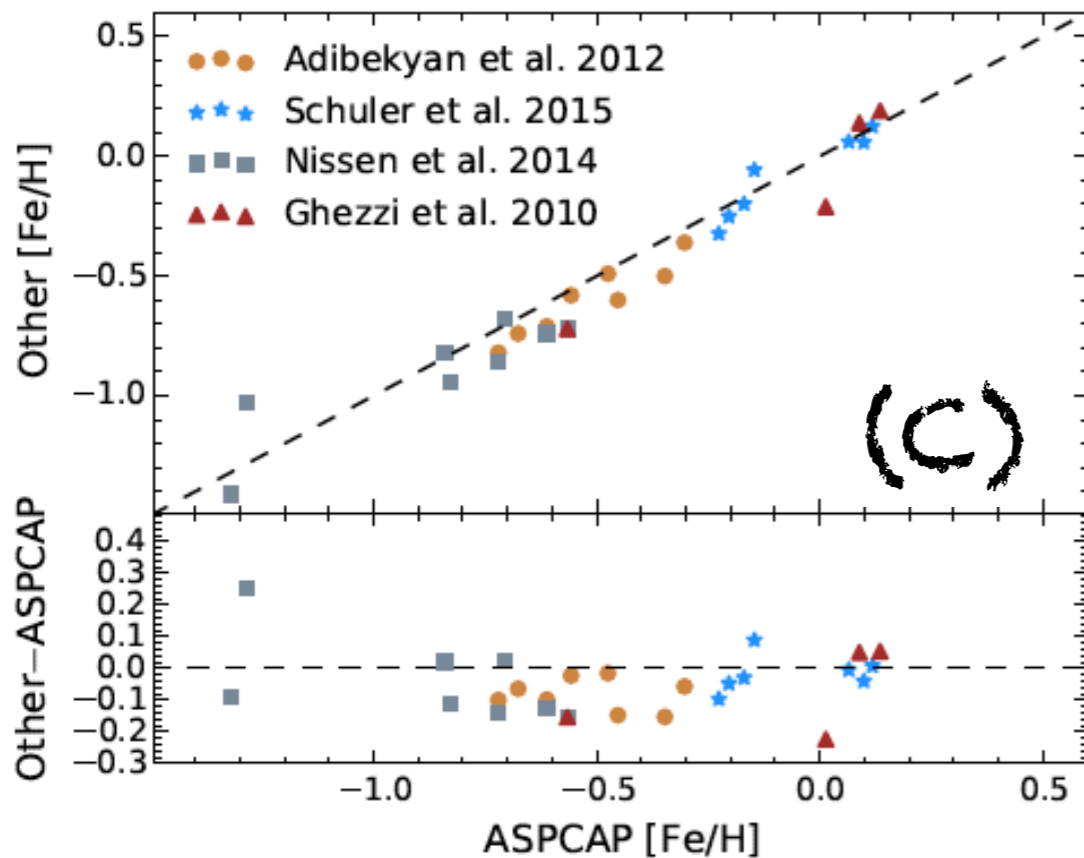 0.5
0.0
−0.5
−1.0
Other [Fe/H]
Adibekyan et al. 2012
Schuler et al. 2015
Nissen et al. 2014
Ghezzi et al. 2010
(C)
0.4
0.3
0.2
0.1
0.0
−0.1
−0.2
−0.3
Other−ASPCAP
−1.0 −0.5 0.0 0.5
ASPCAP [Fe/H]